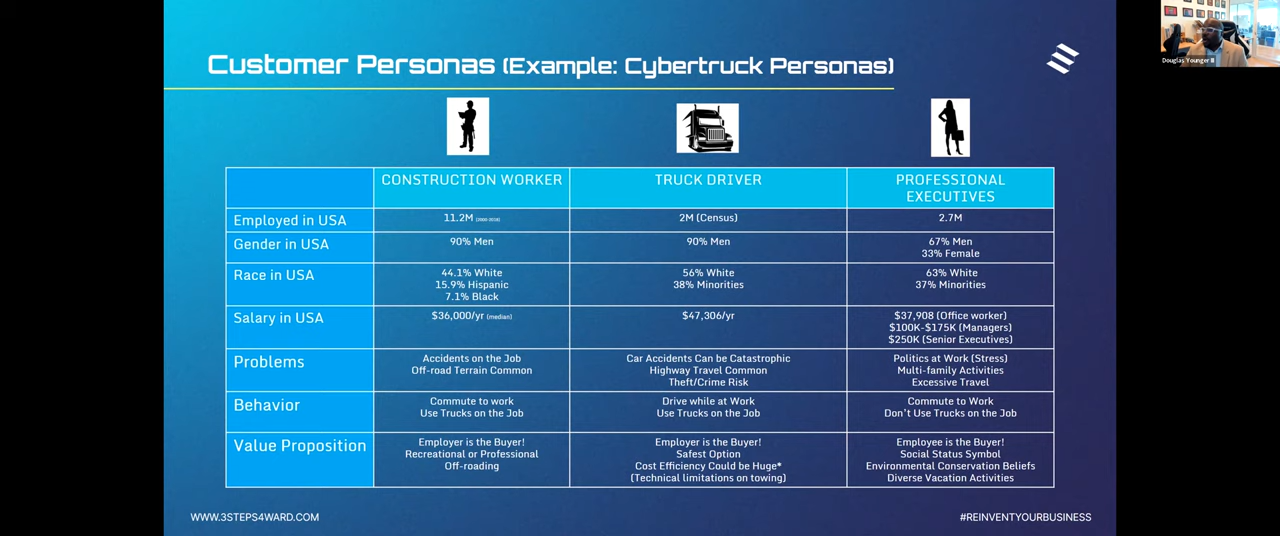 Customer Personas (Example: Cybertruck Personas)
Douglas Younger III
CONSTRUCTION WORKER
TRUCK DRIVER
PROFESSIONAL
EXECUTIVES
Employed in USA
11.2M
2M (Census)
2.7M
Gender in USA
90% Men
90% Men
67% Men
33% Female
Race in USA
44.1% White
15.9% Hispanic
7.1% Black
56% White
38% Minorities
63% White
37% Minorities
Salary in USA
$36,000/yr (median)
$47,306/yr
$37,908 (Office worker)
$100K-$175K (Managers)
$250K (Senior Executives)
Problems
Accidents on the Job
Off-road Terrain Common
Car Accidents Can be Catastrophic
Highway Travel Common
Theft/Crime Risk
Politics at Work (Stress)
Multi-family Activities
Excessive Travel
Behavior
Commute to work
Use Trucks on the Job
Drive while at Work
Use Trucks on the Job
Commute to Work
Don't Use Trucks on the Job
Value Proposition
Employer is the Buyer!
Recreational or Professional
Off-roading
Employer is the Buyer!
Safest Option
Cost Efficiency Could be Huge*
(Technical limitations on towing)
Employee is the Buyer!
Social Status Symbol
Environmental Conservation Beliefs
Diverse Vacation Activities
WWW.3STEPS4WARD.COM
#REINVENTYOURBUSINESS